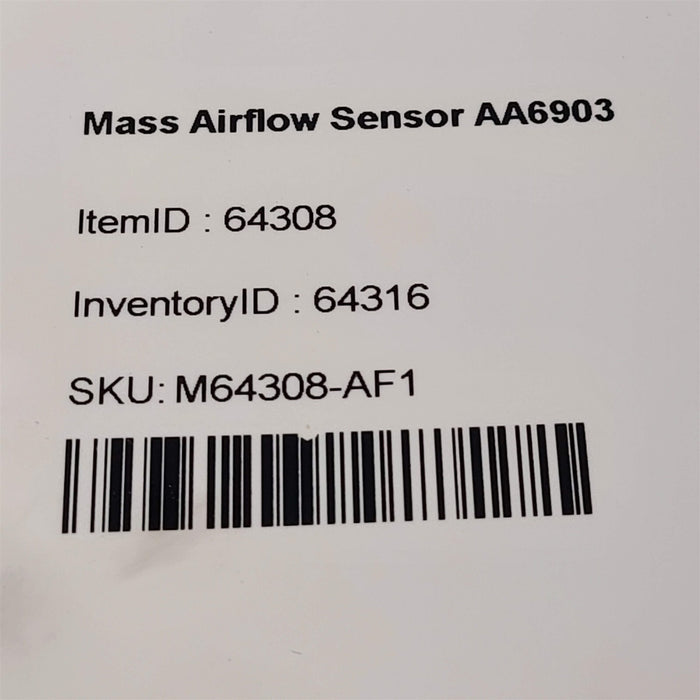 Mass Airflow Sensor AA6903
ItemID : 64308
InventoryID : 64316
SKU: M64308-AF1